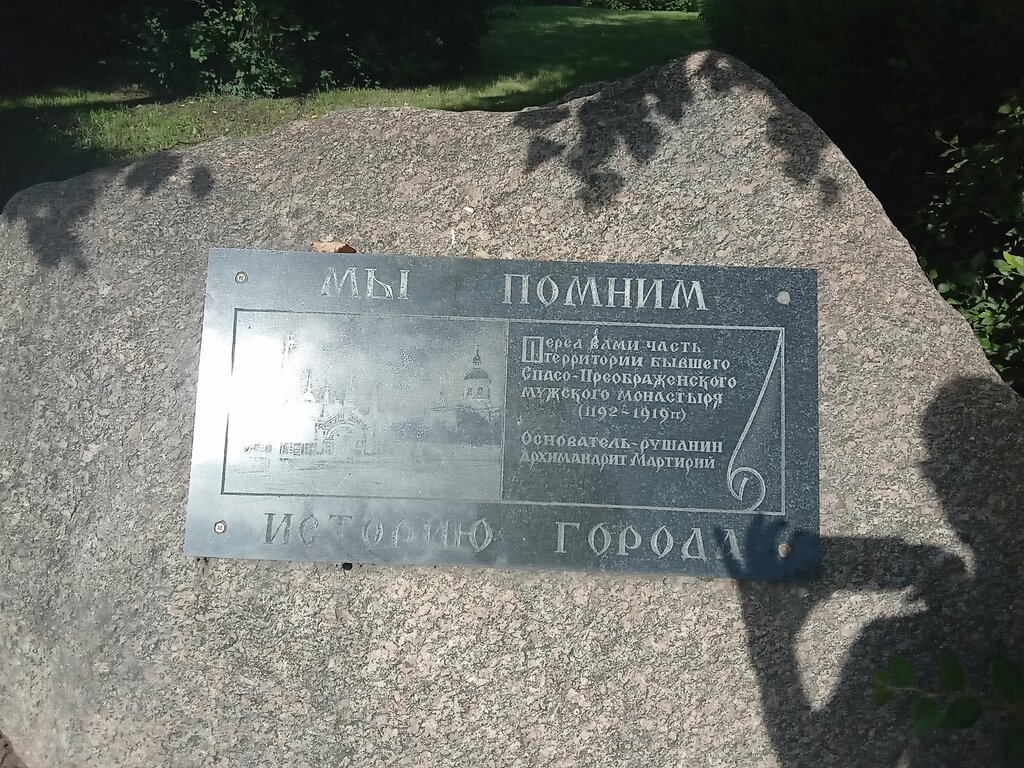 МЫ ПОМНИМ
Перед вами часть
территории бывшего
Спасо-Преображенского
мужского монастыря
(1192-1919гг)
Основатель-рушанин
архимандрит Мартирий
ИСТОРИЮ ГОРОДА